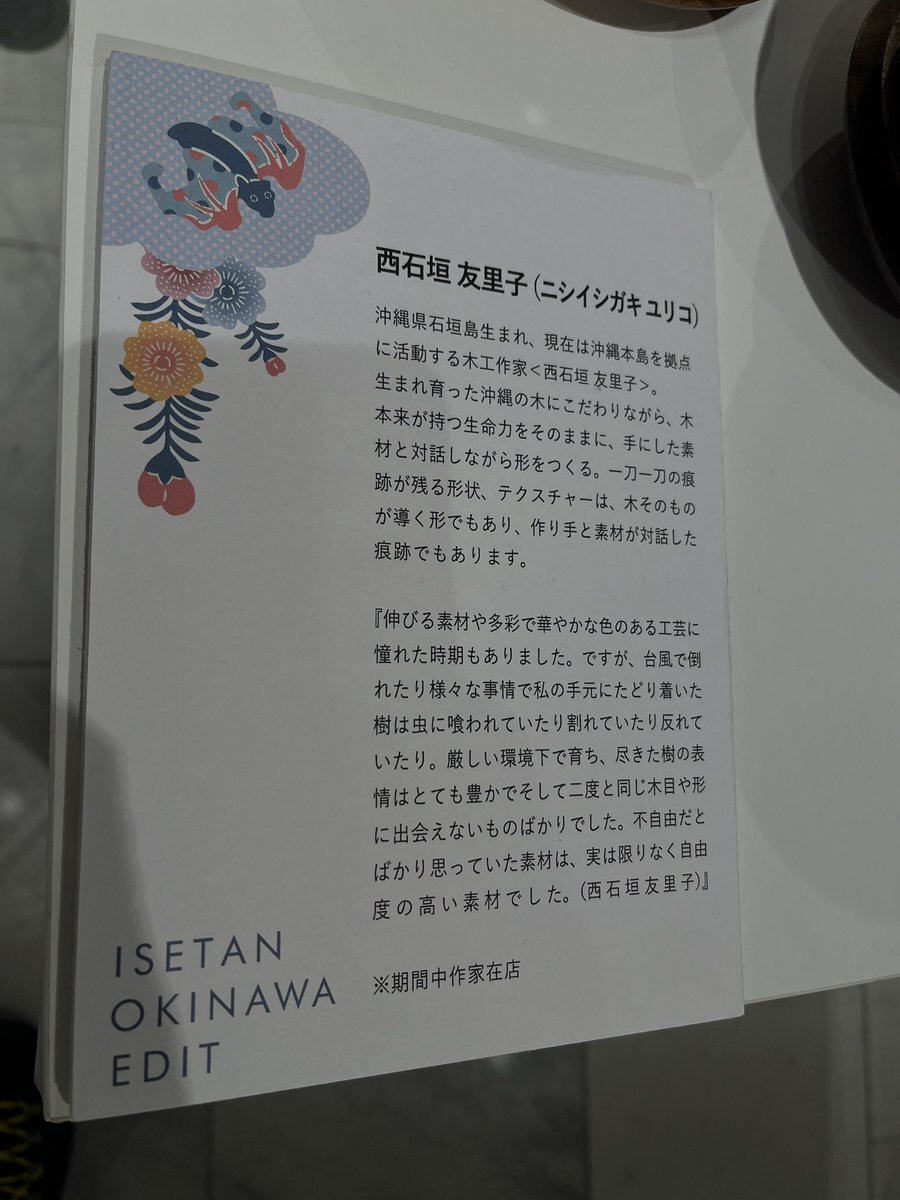 西石垣 友里子 (ニシイシガキ ユリコ)
沖縄県石垣島生まれ、現在は沖縄本島を拠点
に活動する木工作家＜西石垣 友里子＞。
生まれ育った沖縄の木にこだわりながら、木
本来が持つ生命力をそのままに、手にした素
材と対話しながら形をつくる。一刀一刀の痕
跡が残る形状、テクスチャーは、木そのもの
が導く形でもあり、作り手と素材が対話した
痕跡でもあります。
『伸びる素材や多彩で華やかな色のある工芸に
憧れた時期もありました。ですが、台風で倒
れたり様々な事情で私の手元にたどり着いた
樹は虫に喰われていたり割れていたり反れて
いたり。厳しい環境下で育ち、尽きた樹の表
情はとても豊かでそして二度と同じ木目や形
に出会えないものばかりでした。不自由だと
ばかり思っていた素材は、実は限りなく自由
度の高い素材でした。(西石垣友里子)』
※期間中作家在店
ISETAN
OKINAWA
EDIT